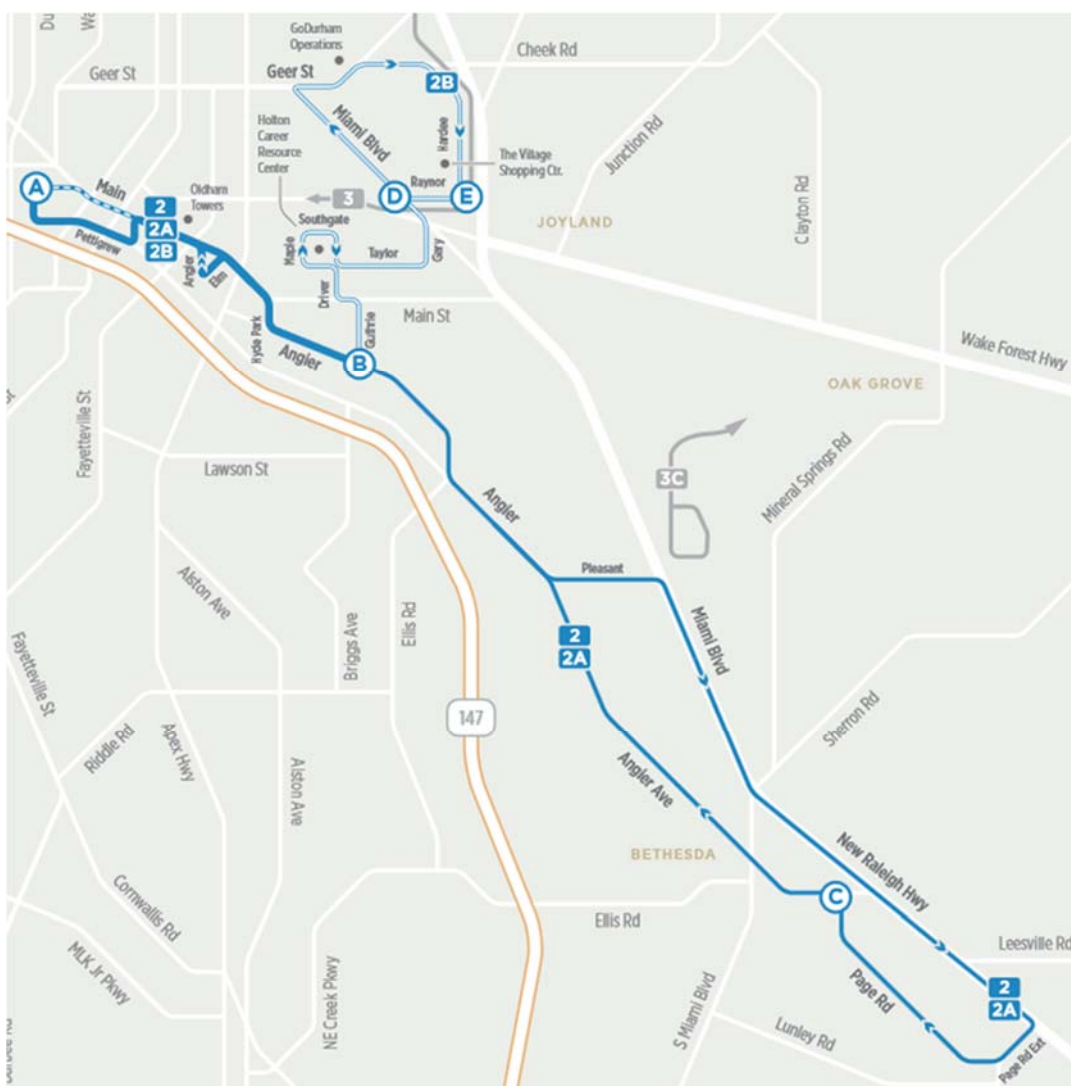 GoDurham
Operations
Cheek Rd
Geer St
Geer St
2B
Holton
Career
Resource
Center
Miami Blvd
Hardee
Junction Rd
The Village
Shopping Ctr.
Raynor
A
Main
Oldham
Towers
3
D
E
Clayton Rd
2
2A
2B
Southgate
JOYLAND
Pettigrew
Maple
Taylor
Gary
Angier
Elm
Driver
Main St
Hyde Park
Angier
Guthrie
B
Wake Forest Hwy
OAK GROVE
Fayetteville St
Lawson St
3C
Mineral Springs Rd
Angier
Pleasant
Alston Ave
Ellis Rd
Briggs Ave
2
2A
Miami Blvd
Fayetteville St
147
Sherron Rd
Riddle Rd
Apex Hwy
Alston Ave
Angier Ave
BETHESDA
New Raleigh Hwy
C
Cornwallis Rd
Ellis Rd
Leesville Rd
MLK Jr Pkwy
NE Creek Pkwy
Page Rd
2
2A
S Miami Blvd
Lunley Rd
Page Rd Ext